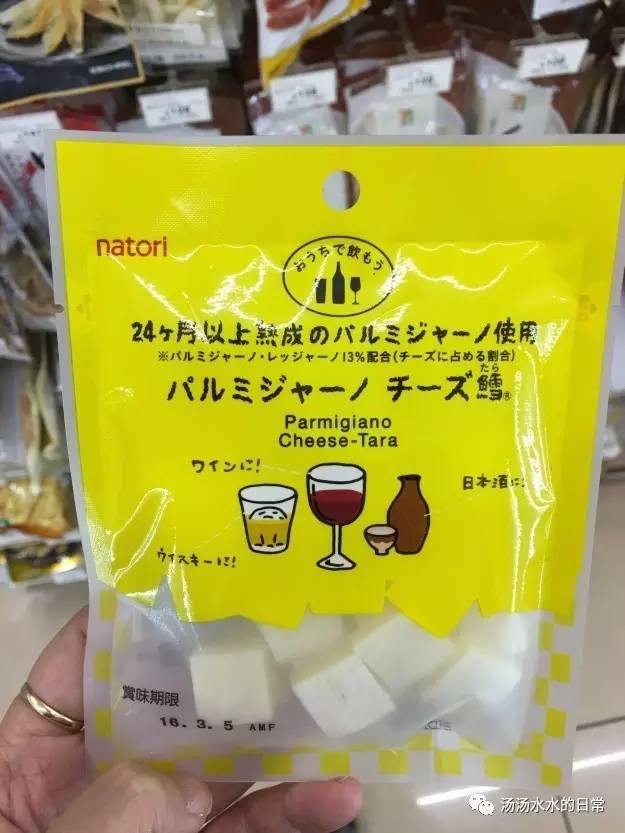 natori
おうちで飲もう
24ヶ月以上熟成のパルミジャーノ使用
※パルミジャーノ・レッジャーノ13%配合(チーズに占める割合)
たら
パルミジャーノ チーズ鱈®
Parmigiano
Cheese-Tara
ワインに!
日本酒に!
ウイスキーに!
賞味期限
16.3.5 AMF
汤汤水水的日常